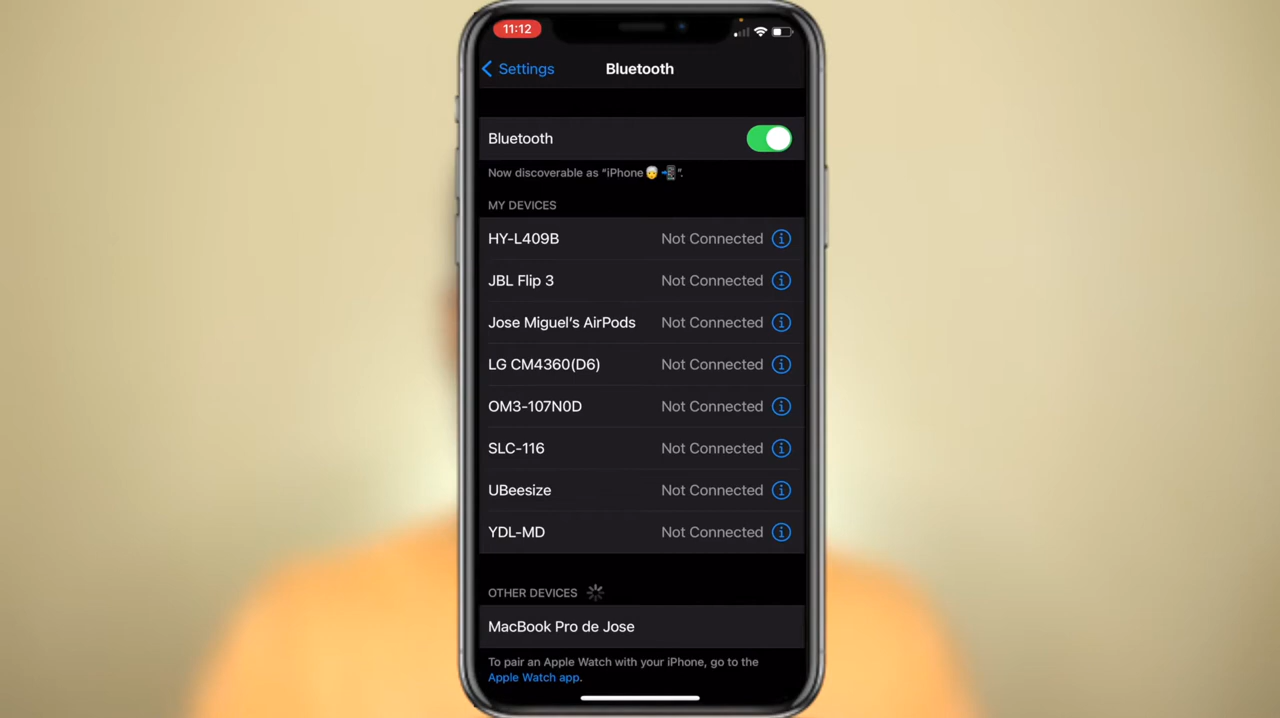 11:12
Settings
Bluetooth
Bluetooth
Now discoverable as “iPhone🤯📲”.
MY DEVICES
HY-L409B Not Connected
JBL Flip 3 Not Connected
Jose Miguel’s AirPods Not Connected
LG CM4360(D6) Not Connected
OM3-107N0D Not Connected
SLC-116 Not Connected
UBeesize Not Connected
YDL-MD Not Connected
OTHER DEVICES
MacBook Pro de Jose
To pair an Apple Watch with your iPhone, go to the
Apple Watch app.